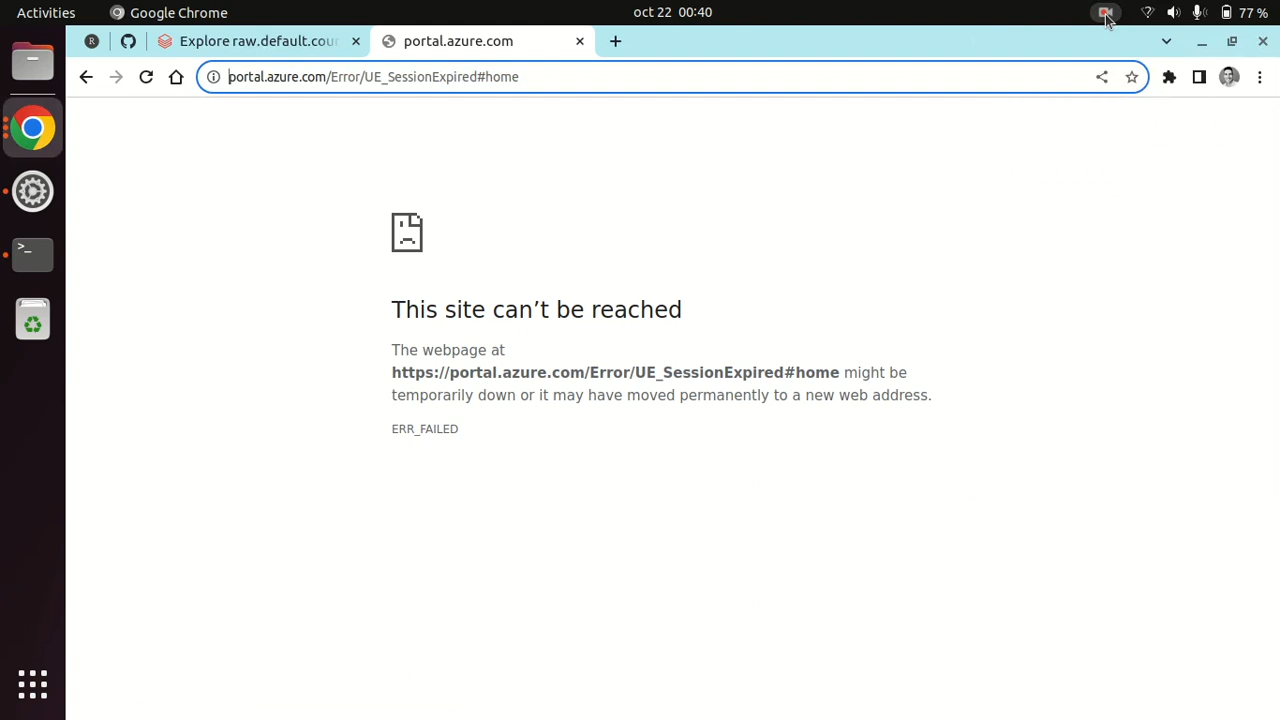 Activities
Google Chrome
oct 22 00:40
77 %
R
Explore raw.default.cour
portal.azure.com
portal.azure.com/Error/UE_SessionExpired#home
>_
This site can’t be reached
The webpage at
https://portal.azure.com/Error/UE_SessionExpired#home might be
temporarily down or it may have moved permanently to a new web address.
ERR_FAILED